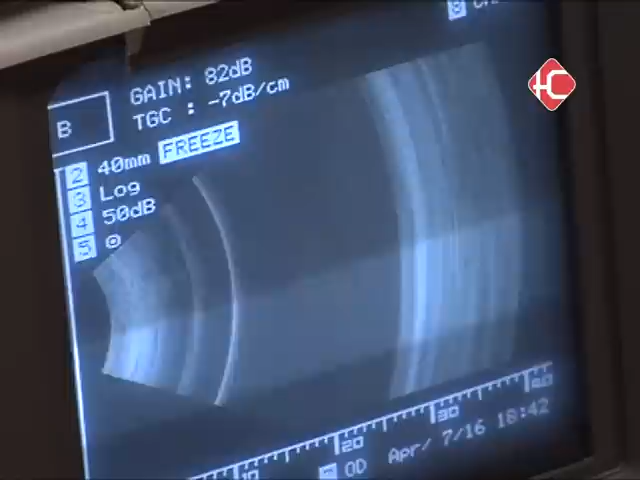 GAIN: 82dB
TGC : -7dB/cm
B
2 40mm FREEZE
3 Log
4 50dB
5
10 20 30 40
OD Apr/ 7/16 18:42